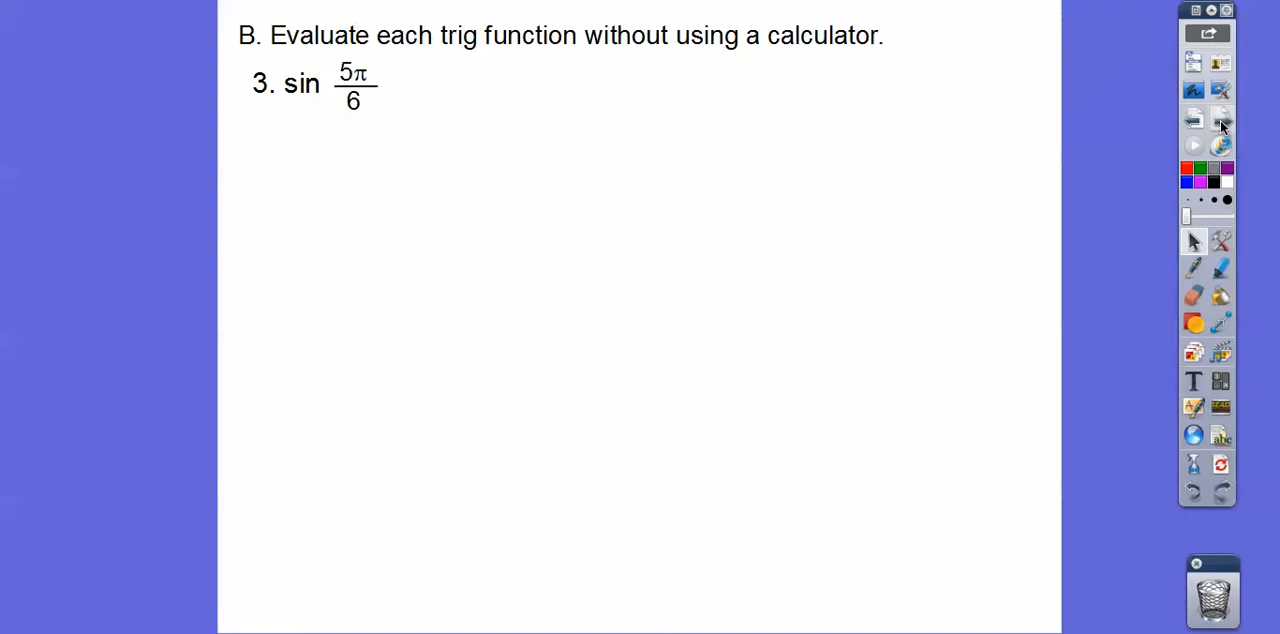 B. Evaluate each trig function without using a calculator.
3. sin 5π/6